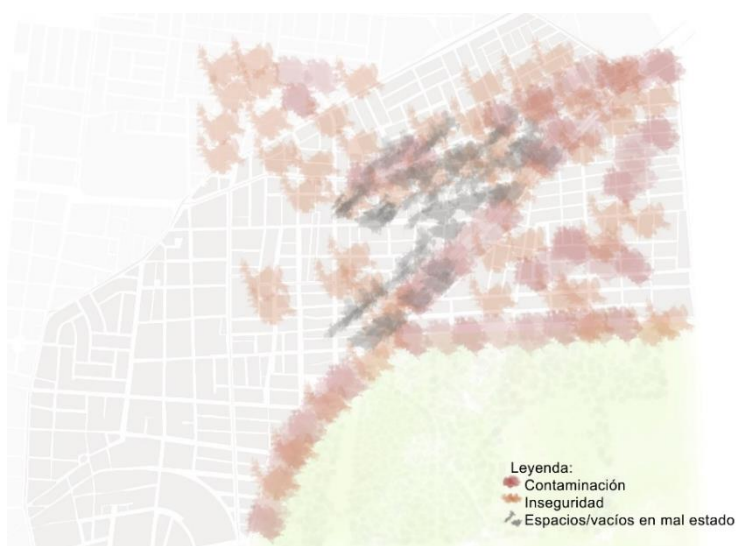 Leyenda:
Contaminación
Inseguridad
Espacios/vacíos en mal estado